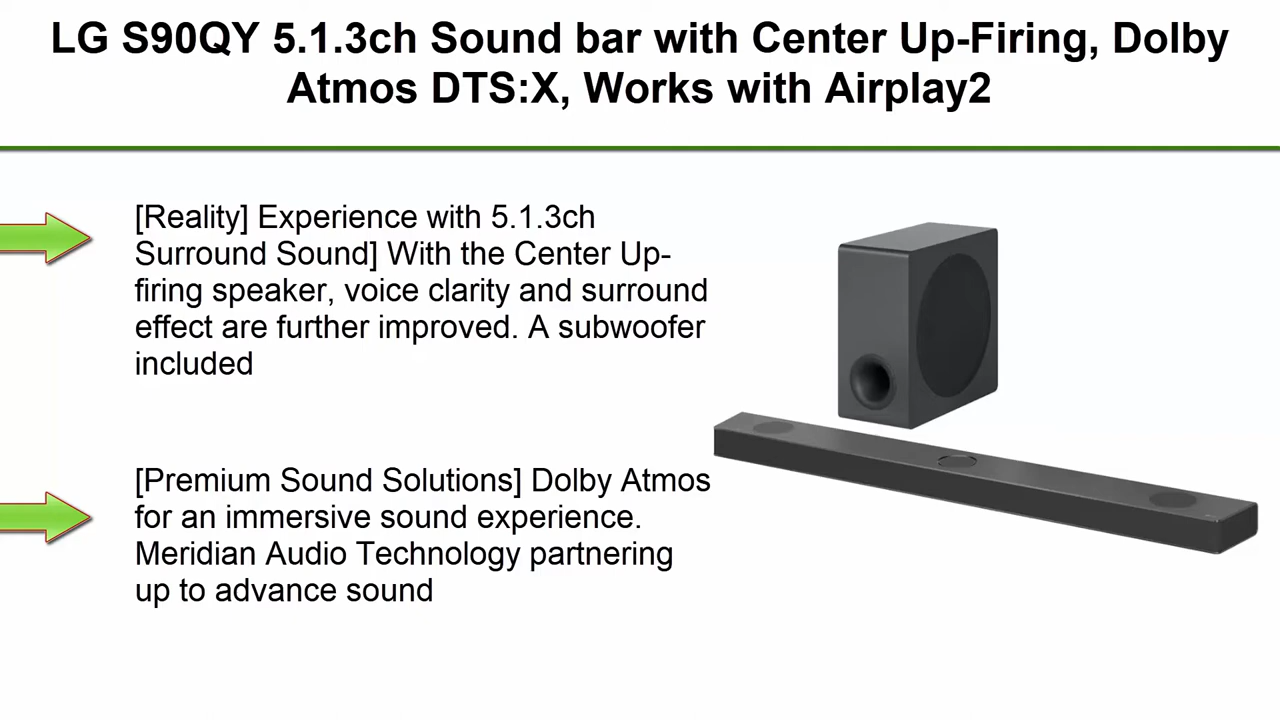 LG S90QY 5.1.3ch Sound bar with Center Up-Firing, Dolby
Atmos DTS:X, Works with Airplay2
[Reality] Experience with 5.1.3ch
Surround Sound] With the Center Up-
firing speaker, voice clarity and surround
effect are further improved. A subwoofer
included
[Premium Sound Solutions] Dolby Atmos
for an immersive sound experience.
Meridian Audio Technology partnering
up to advance sound